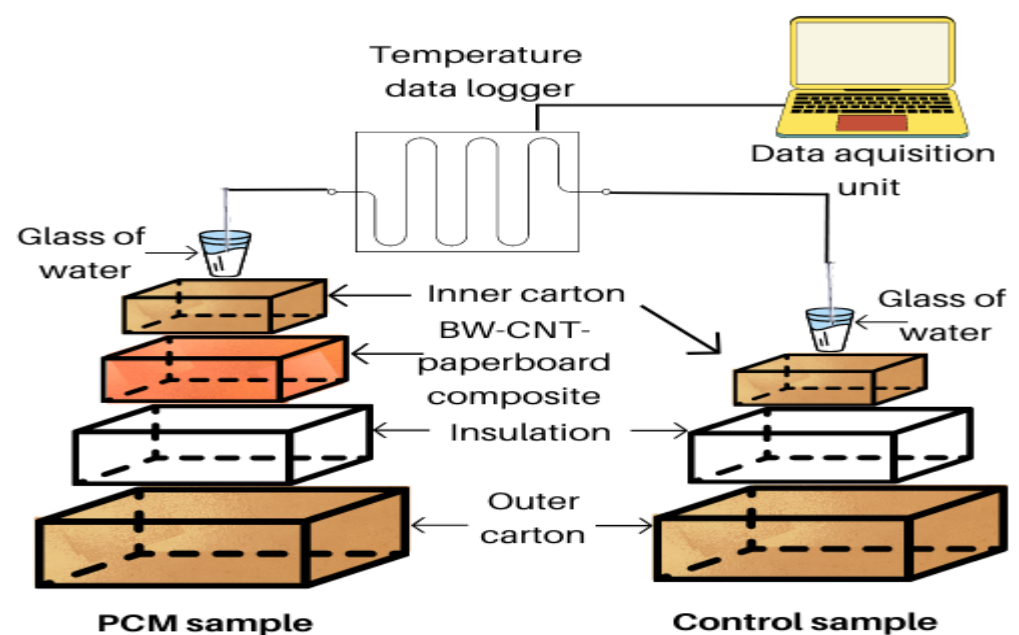 Temperature
data logger
Data aquisition
unit
Glass of
water
Inner carton
Glass of
water
BW-CNT-
paperboard
composite
Insulation
Outer
carton
PCM sample
Control sample